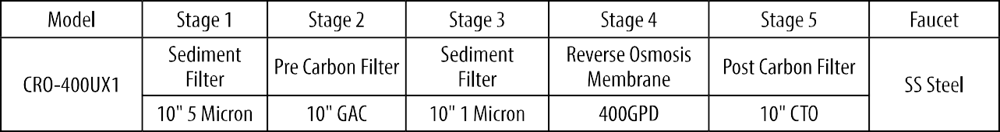 Model Stage 1 Stage 2 Stage 3 Stage 4 Stage 5 Faucet
CRO-400UX1
Sediment
Filter
Pre Carbon Filter
Sediment
Filter
Reverse Osmosis
Membrane
Post Carbon Filter
SS Steel
10" 5 Micron 10" GAC 10" 1 Micron 400GPD 10" CTO